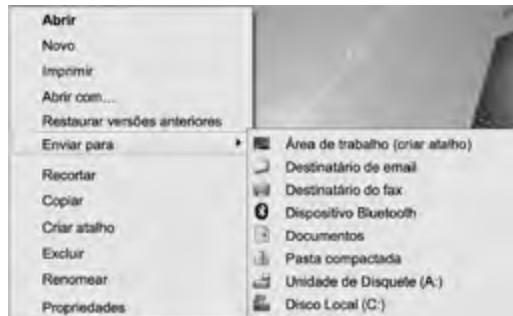 Abrir
Novo
Imprimir
Abrir com...
Restaurar versões anteriores
Enviar para
Recortar
Copiar
Criar atalho
Excluir
Renomear
Propriedades
Área de trabalho (criar atalho)
Destinatário de email
Destinatário do fax
Dispositivo Bluetooth
Documentos
Pasta compactada
Unidade de Disquete (A:)
Disco Local (C:)